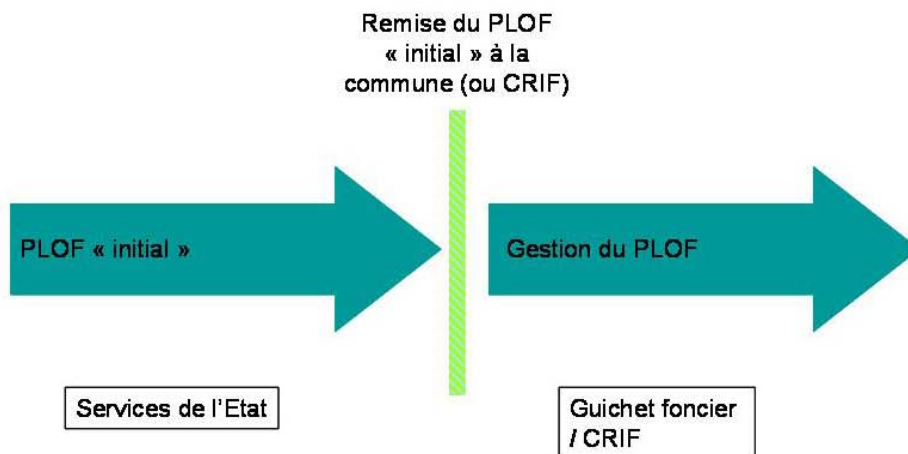 Remise du PLOF
« initial » à la
commune (ou CRIF)
PLOF « initial »
Gestion du PLOF
Services de l'Etat
Guichet foncier
/ CRIF